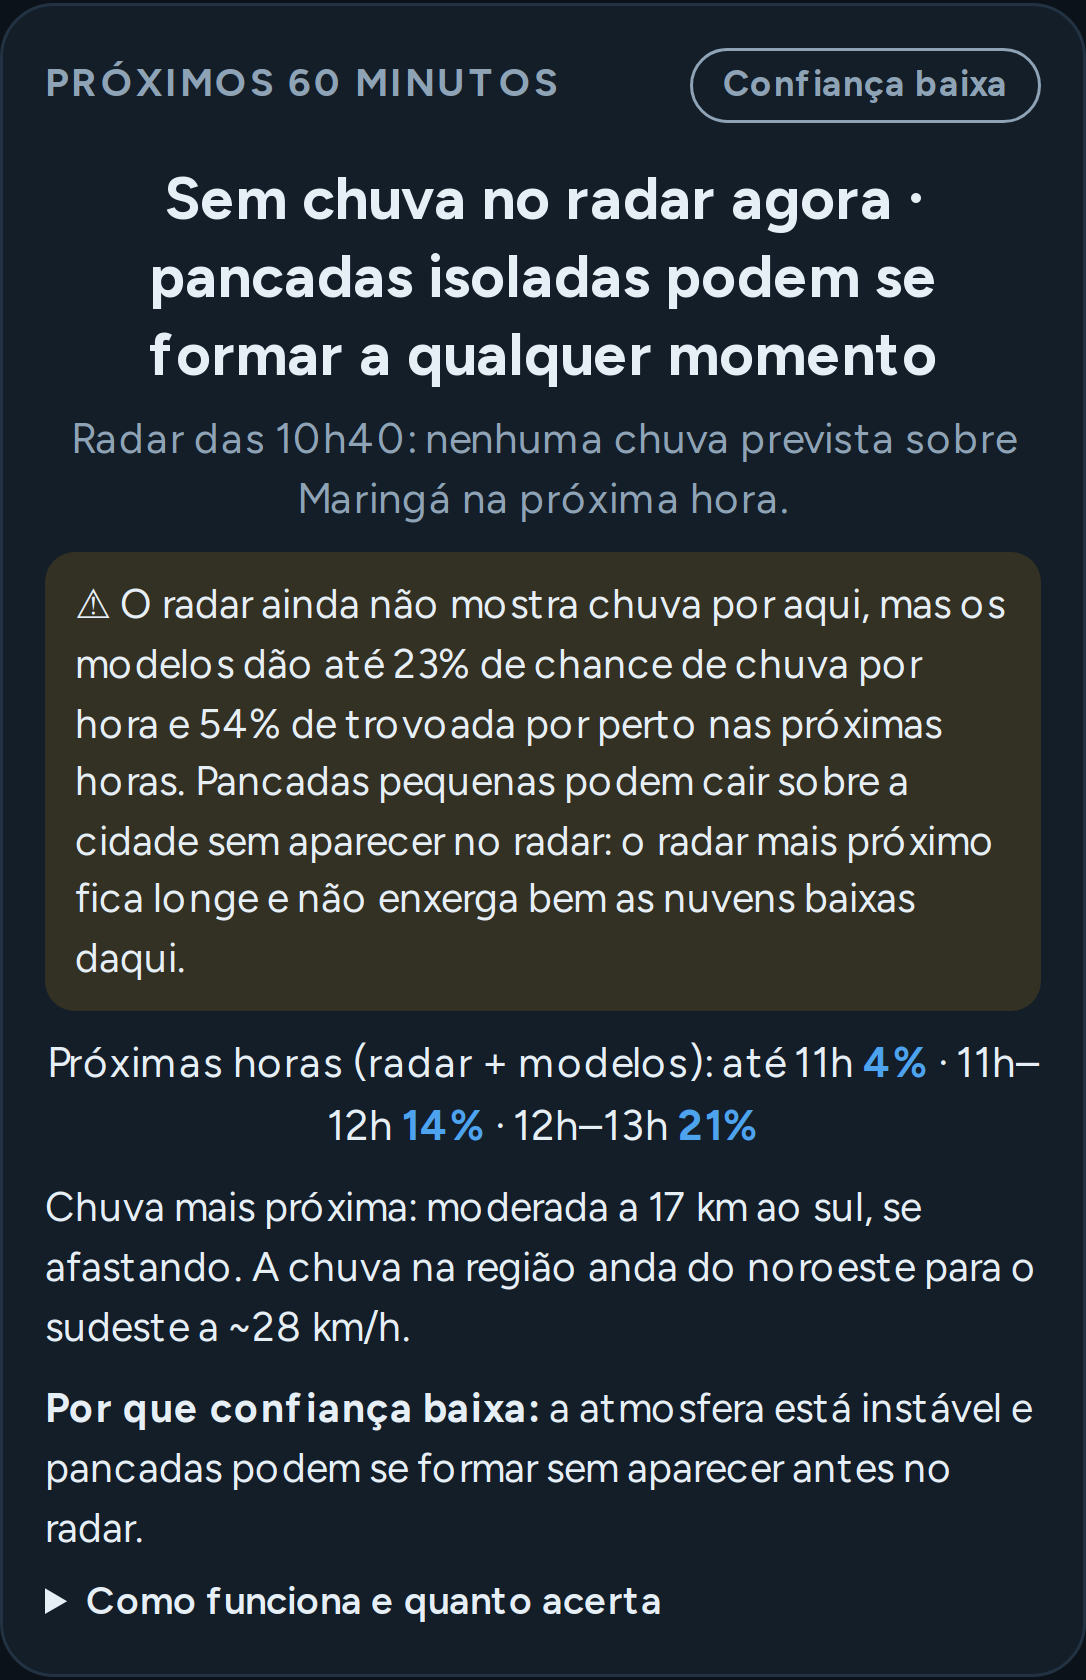 PRÓXIMOS 60 MINUTOS
Confiança baixa
Sem chuva no radar agora ·
pancadas isoladas podem se
formar a qualquer momento
Radar das 10h40: nenhuma chuva prevista sobre
Maringá na próxima hora.
⚠ O radar ainda não mostra chuva por aqui, mas os
modelos dão até 23% de chance de chuva por
hora e 54% de trovoada por perto nas próximas
horas. Pancadas pequenas podem cair sobre a
cidade sem aparecer no radar: o radar mais próximo
fica longe e não enxerga bem as nuvens baixas
daqui.
Próximas horas (radar + modelos): até 11h 4% · 11h–
12h 14% · 12h–13h 21%
Chuva mais próxima: moderada a 17 km ao sul, se
afastando. A chuva na região anda do noroeste para o
sudeste a ~28 km/h.
Por que confiança baixa: a atmosfera está instável e
pancadas podem se formar sem aparecer antes no
radar.
▶ Como funciona e quanto acerta